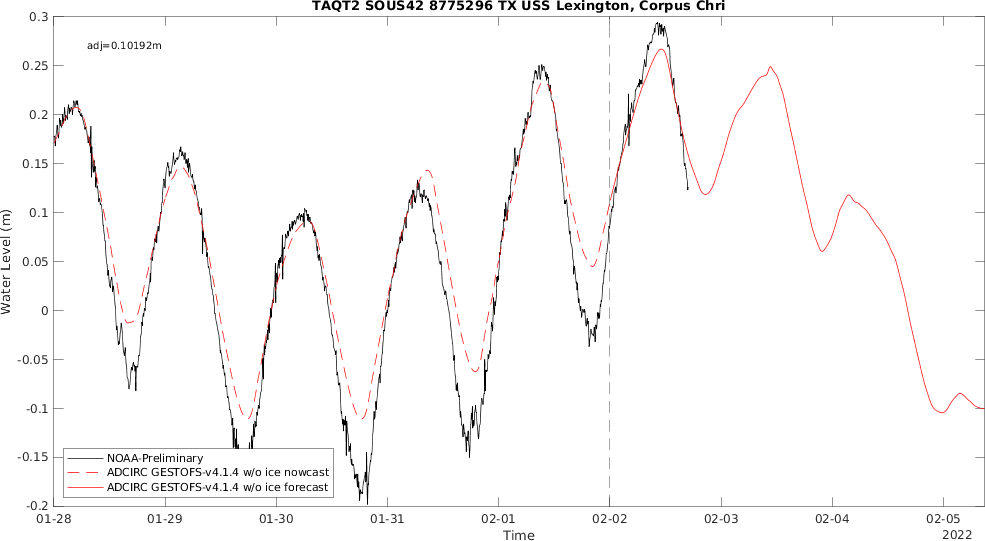 TAQT2 SOUS42 8775296 TX USS Lexington, Corpus Chri
adj=0.10192m
0.3
0.25
0.2
0.15
0.1
0.05
0
-0.05
-0.1
-0.15
-0.2
Water Level (m)
NOAA-Preliminary
ADCIRC GESTOFS-v4.1.4 w/o ice nowcast
ADCIRC GESTOFS-v4.1.4 w/o ice forecast
01-28 01-29 01-30 01-31 02-01 02-02 02-03 02-04 02-05
Time
2022